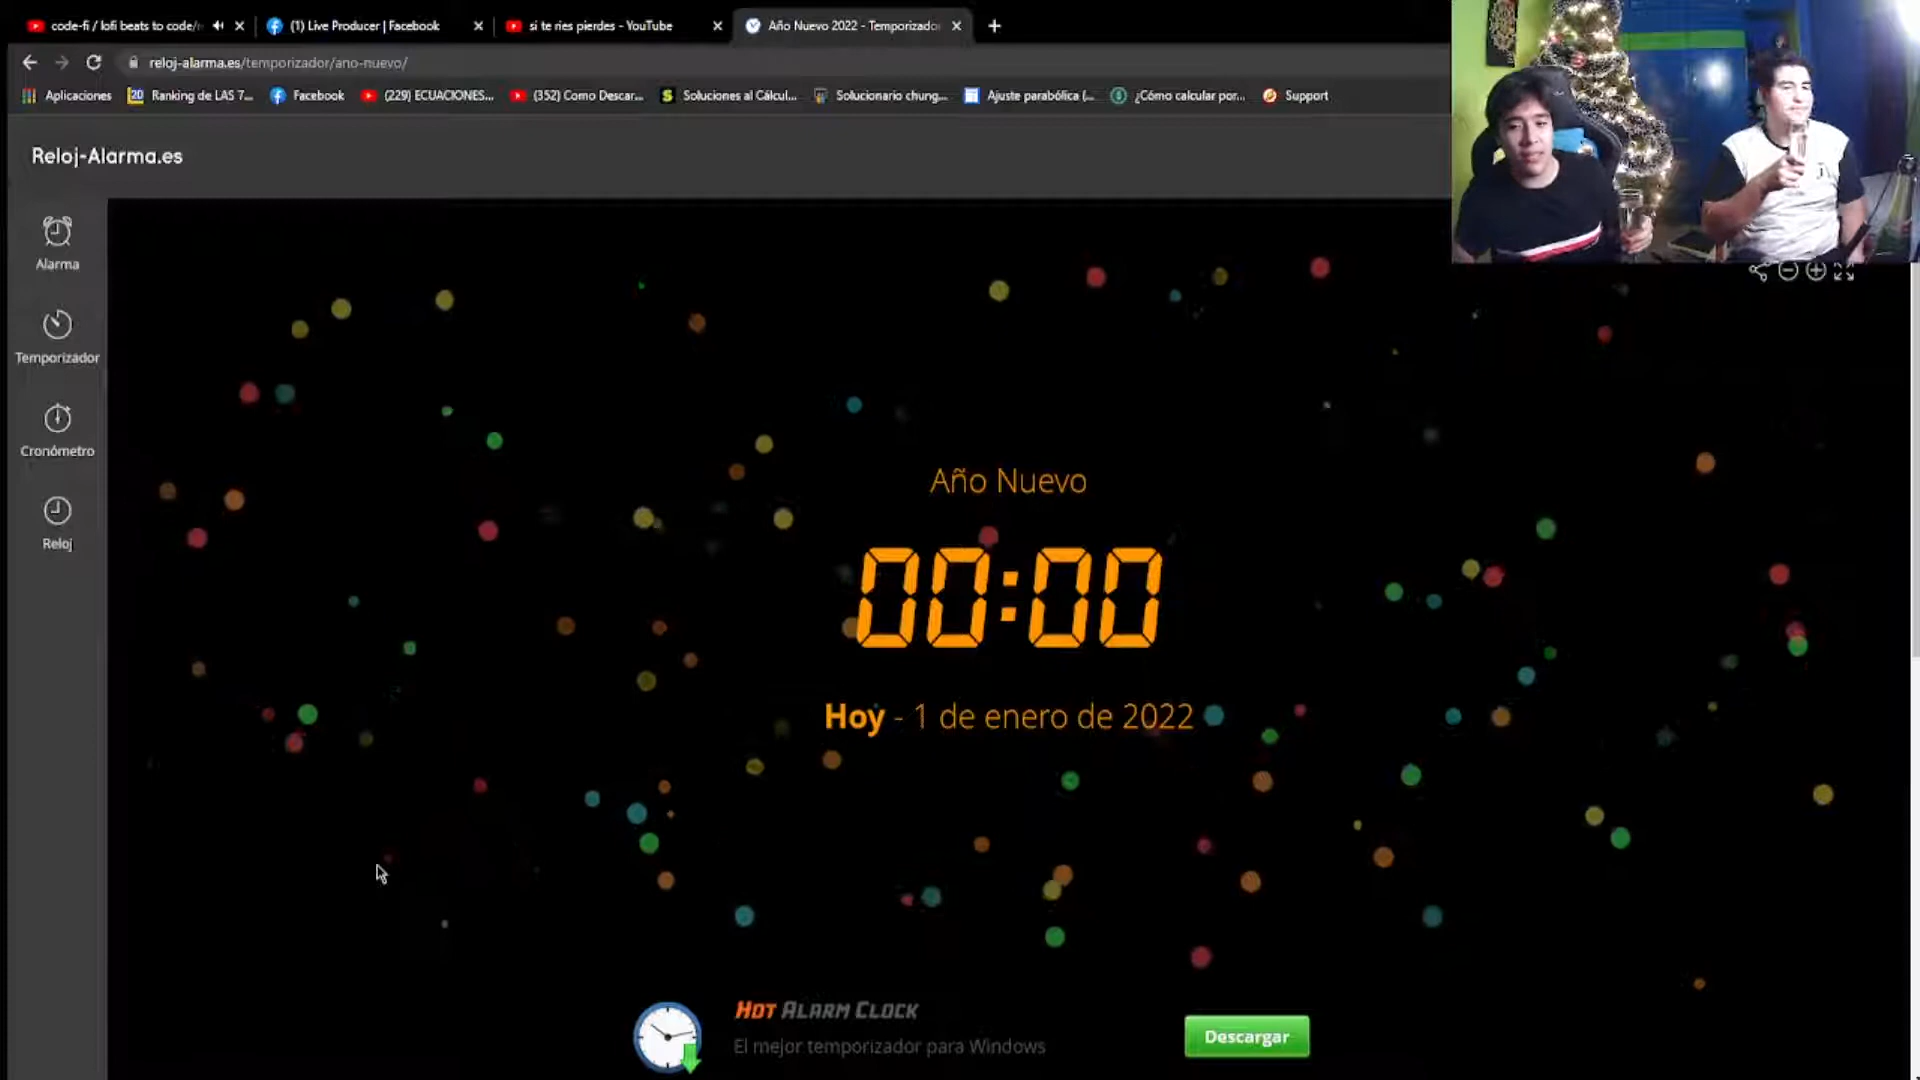 code-fi / lofi beats to code/r
(1) Live Producer | Facebook
si te ries pierdes - YouTube
Año Nuevo 2022 - Temporizado
reloj-alarma.es/temporizador/ano-nuevo/
Aplicaciones
Ranking de LAS 7...
Facebook
(229) ECUACIONES...
(352) Como Descar...
Soluciones al Cálcul...
Solucionario chung...
Ajuste parabólica (...
¿Cómo calcular por...
Support
Reloj-Alarma.es
Alarma
Temporizador
Cronómetro
Reloj
Año Nuevo
00:00
Hoy - 1 de enero de 2022
HOT ALARM CLOCK
El mejor temporizador para Windows
Descargar